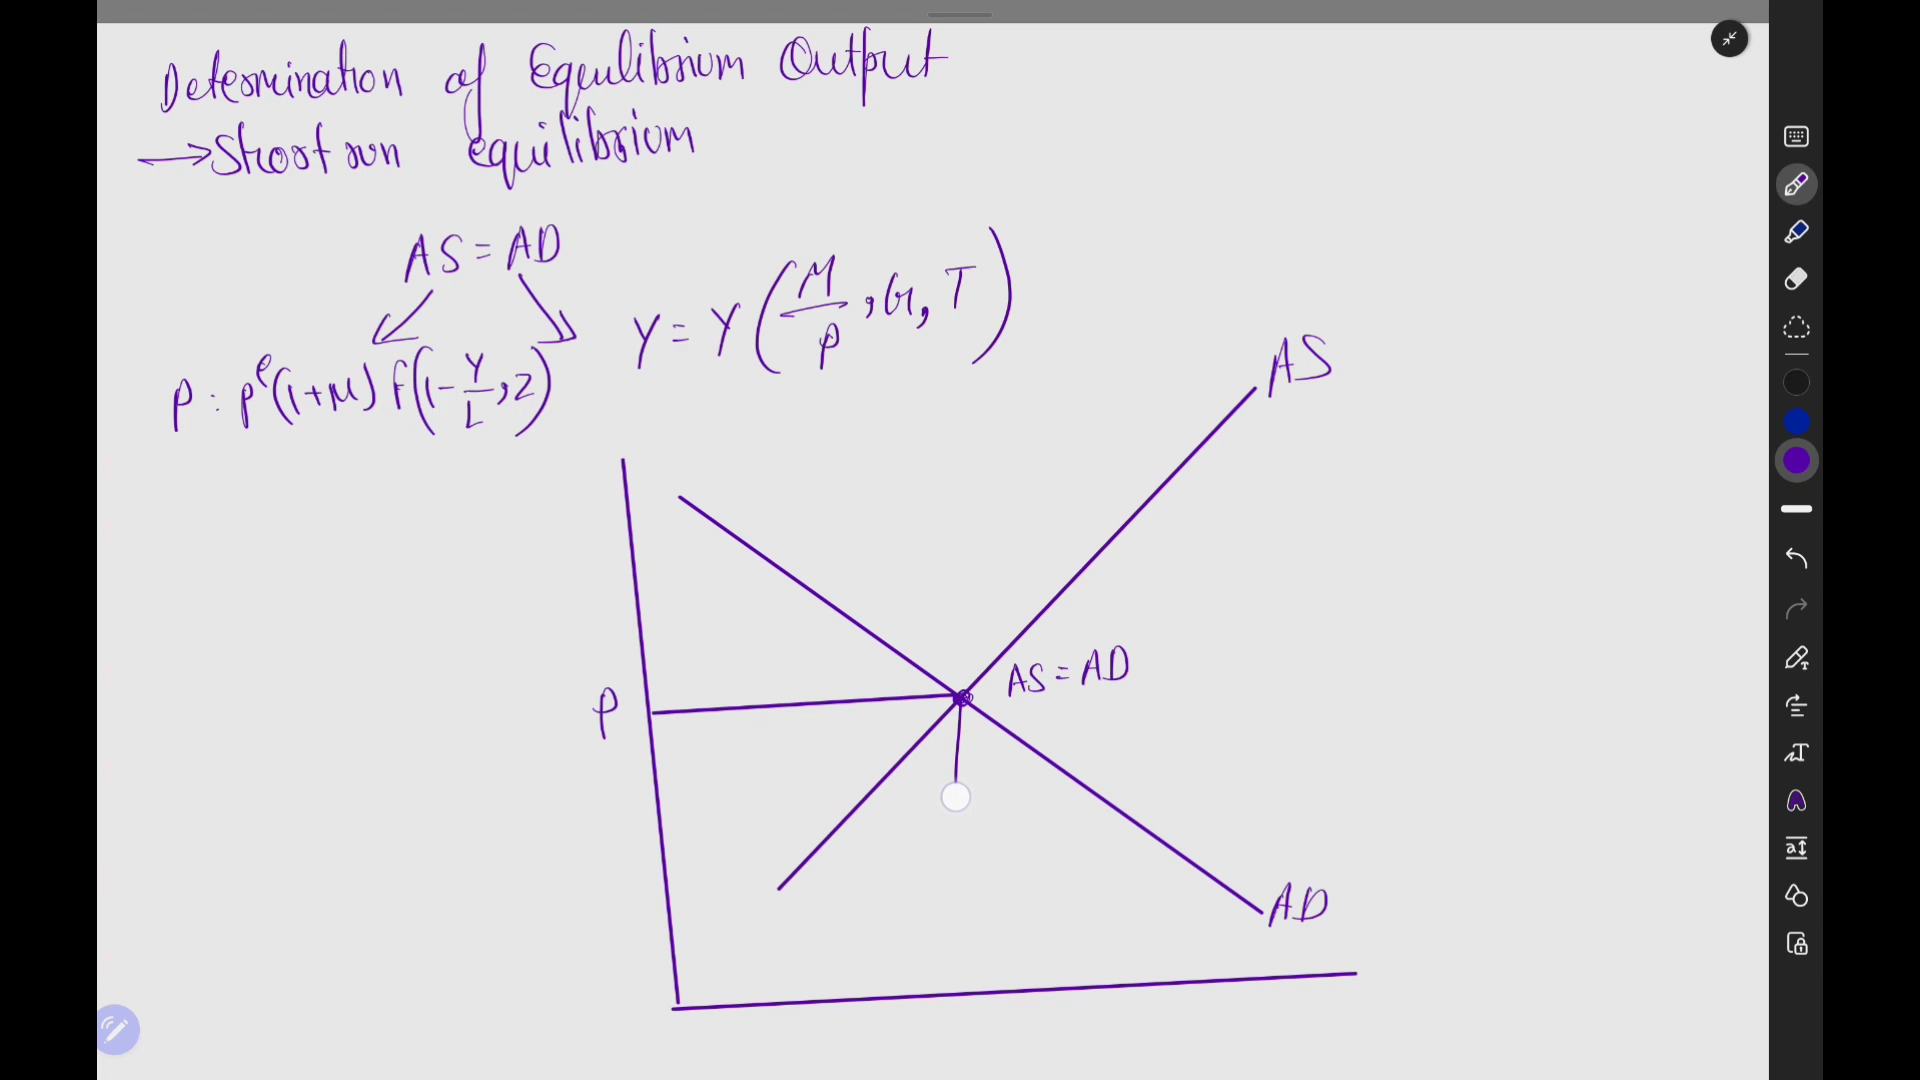 Determination of Equilibrium Output
→ Short run equilibrium
AS = AD
Y = Y(M/P, G, T)
P : P^e(1+μ) f(1-Y/L, z)
AS
AS = AD
P
AD